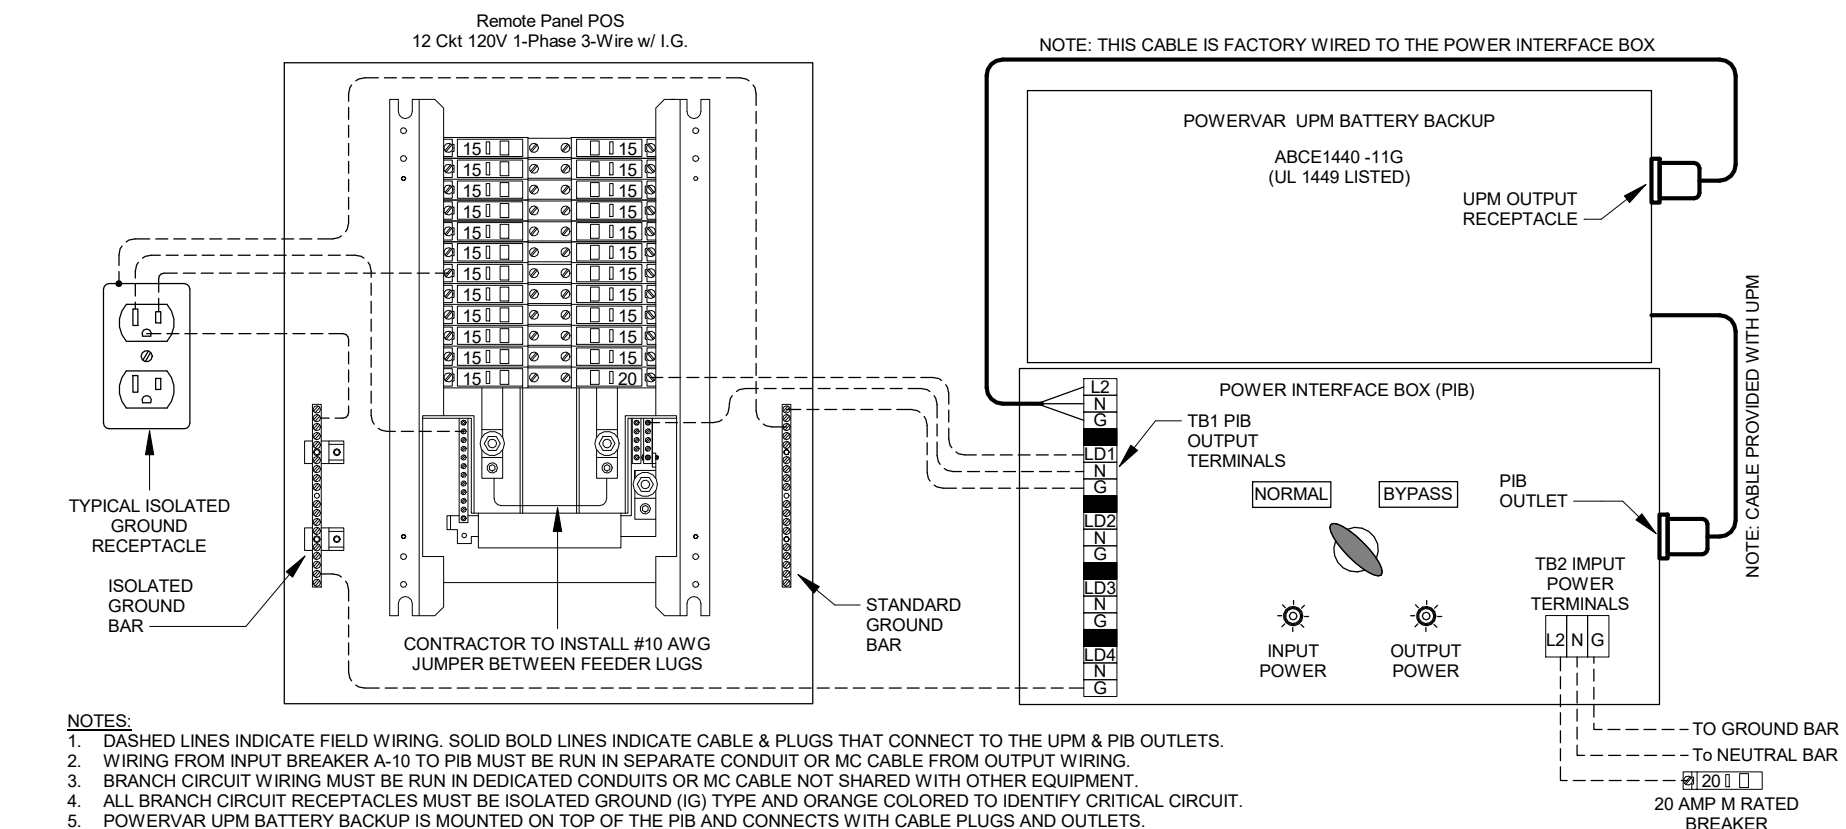 Remote Panel POS
12 Ckt 120V 1-Phase 3-Wire w/ I.G.
NOTE: THIS CABLE IS FACTORY WIRED TO THE POWER INTERFACE BOX
POWERVAR UPM BATTERY BACKUP
ABCE1440 -11G
(UL 1449 LISTED)
UPM OUTPUT
RECEPTACLE
NOTE: CABLE PROVIDED WITH UPM
15 15
15 15
15 15
15 15
15 15
15 15
15 15
15 15
15 15
15 15
15 15
15 20
POWER INTERFACE BOX (PIB)
L2
N
G
LD1
N
G
LD2
N
G
LD3
N
G
LD4
N
G
TB1 PIB
OUTPUT
TERMINALS
NORMAL
BYPASS
PIB
OUTLET
INPUT
POWER
OUTPUT
POWER
TB2 IMPUT
POWER
TERMINALS
L2 N G
TYPICAL ISOLATED
GROUND
RECEPTACLE
ISOLATED
GROUND
BAR
CONTRACTOR TO INSTALL #10 AWG
JUMPER BETWEEN FEEDER LUGS
STANDARD
GROUND
BAR
TO GROUND BAR
To NEUTRAL BAR
20
20 AMP M RATED
BREAKER
NOTES:
1. DASHED LINES INDICATE FIELD WIRING. SOLID BOLD LINES INDICATE CABLE & PLUGS THAT CONNECT TO THE UPM & PIB OUTLETS.
2. WIRING FROM INPUT BREAKER A-10 TO PIB MUST BE RUN IN SEPARATE CONDUIT OR MC CABLE FROM OUTPUT WIRING.
3. BRANCH CIRCUIT WIRING MUST BE RUN IN DEDICATED CONDUITS OR MC CABLE NOT SHARED WITH OTHER EQUIPMENT.
4. ALL BRANCH CIRCUIT RECEPTACLES MUST BE ISOLATED GROUND (IG) TYPE AND ORANGE COLORED TO IDENTIFY CRITICAL CIRCUIT.
5. POWERVAR UPM BATTERY BACKUP IS MOUNTED ON TOP OF THE PIB AND CONNECTS WITH CABLE PLUGS AND OUTLETS.